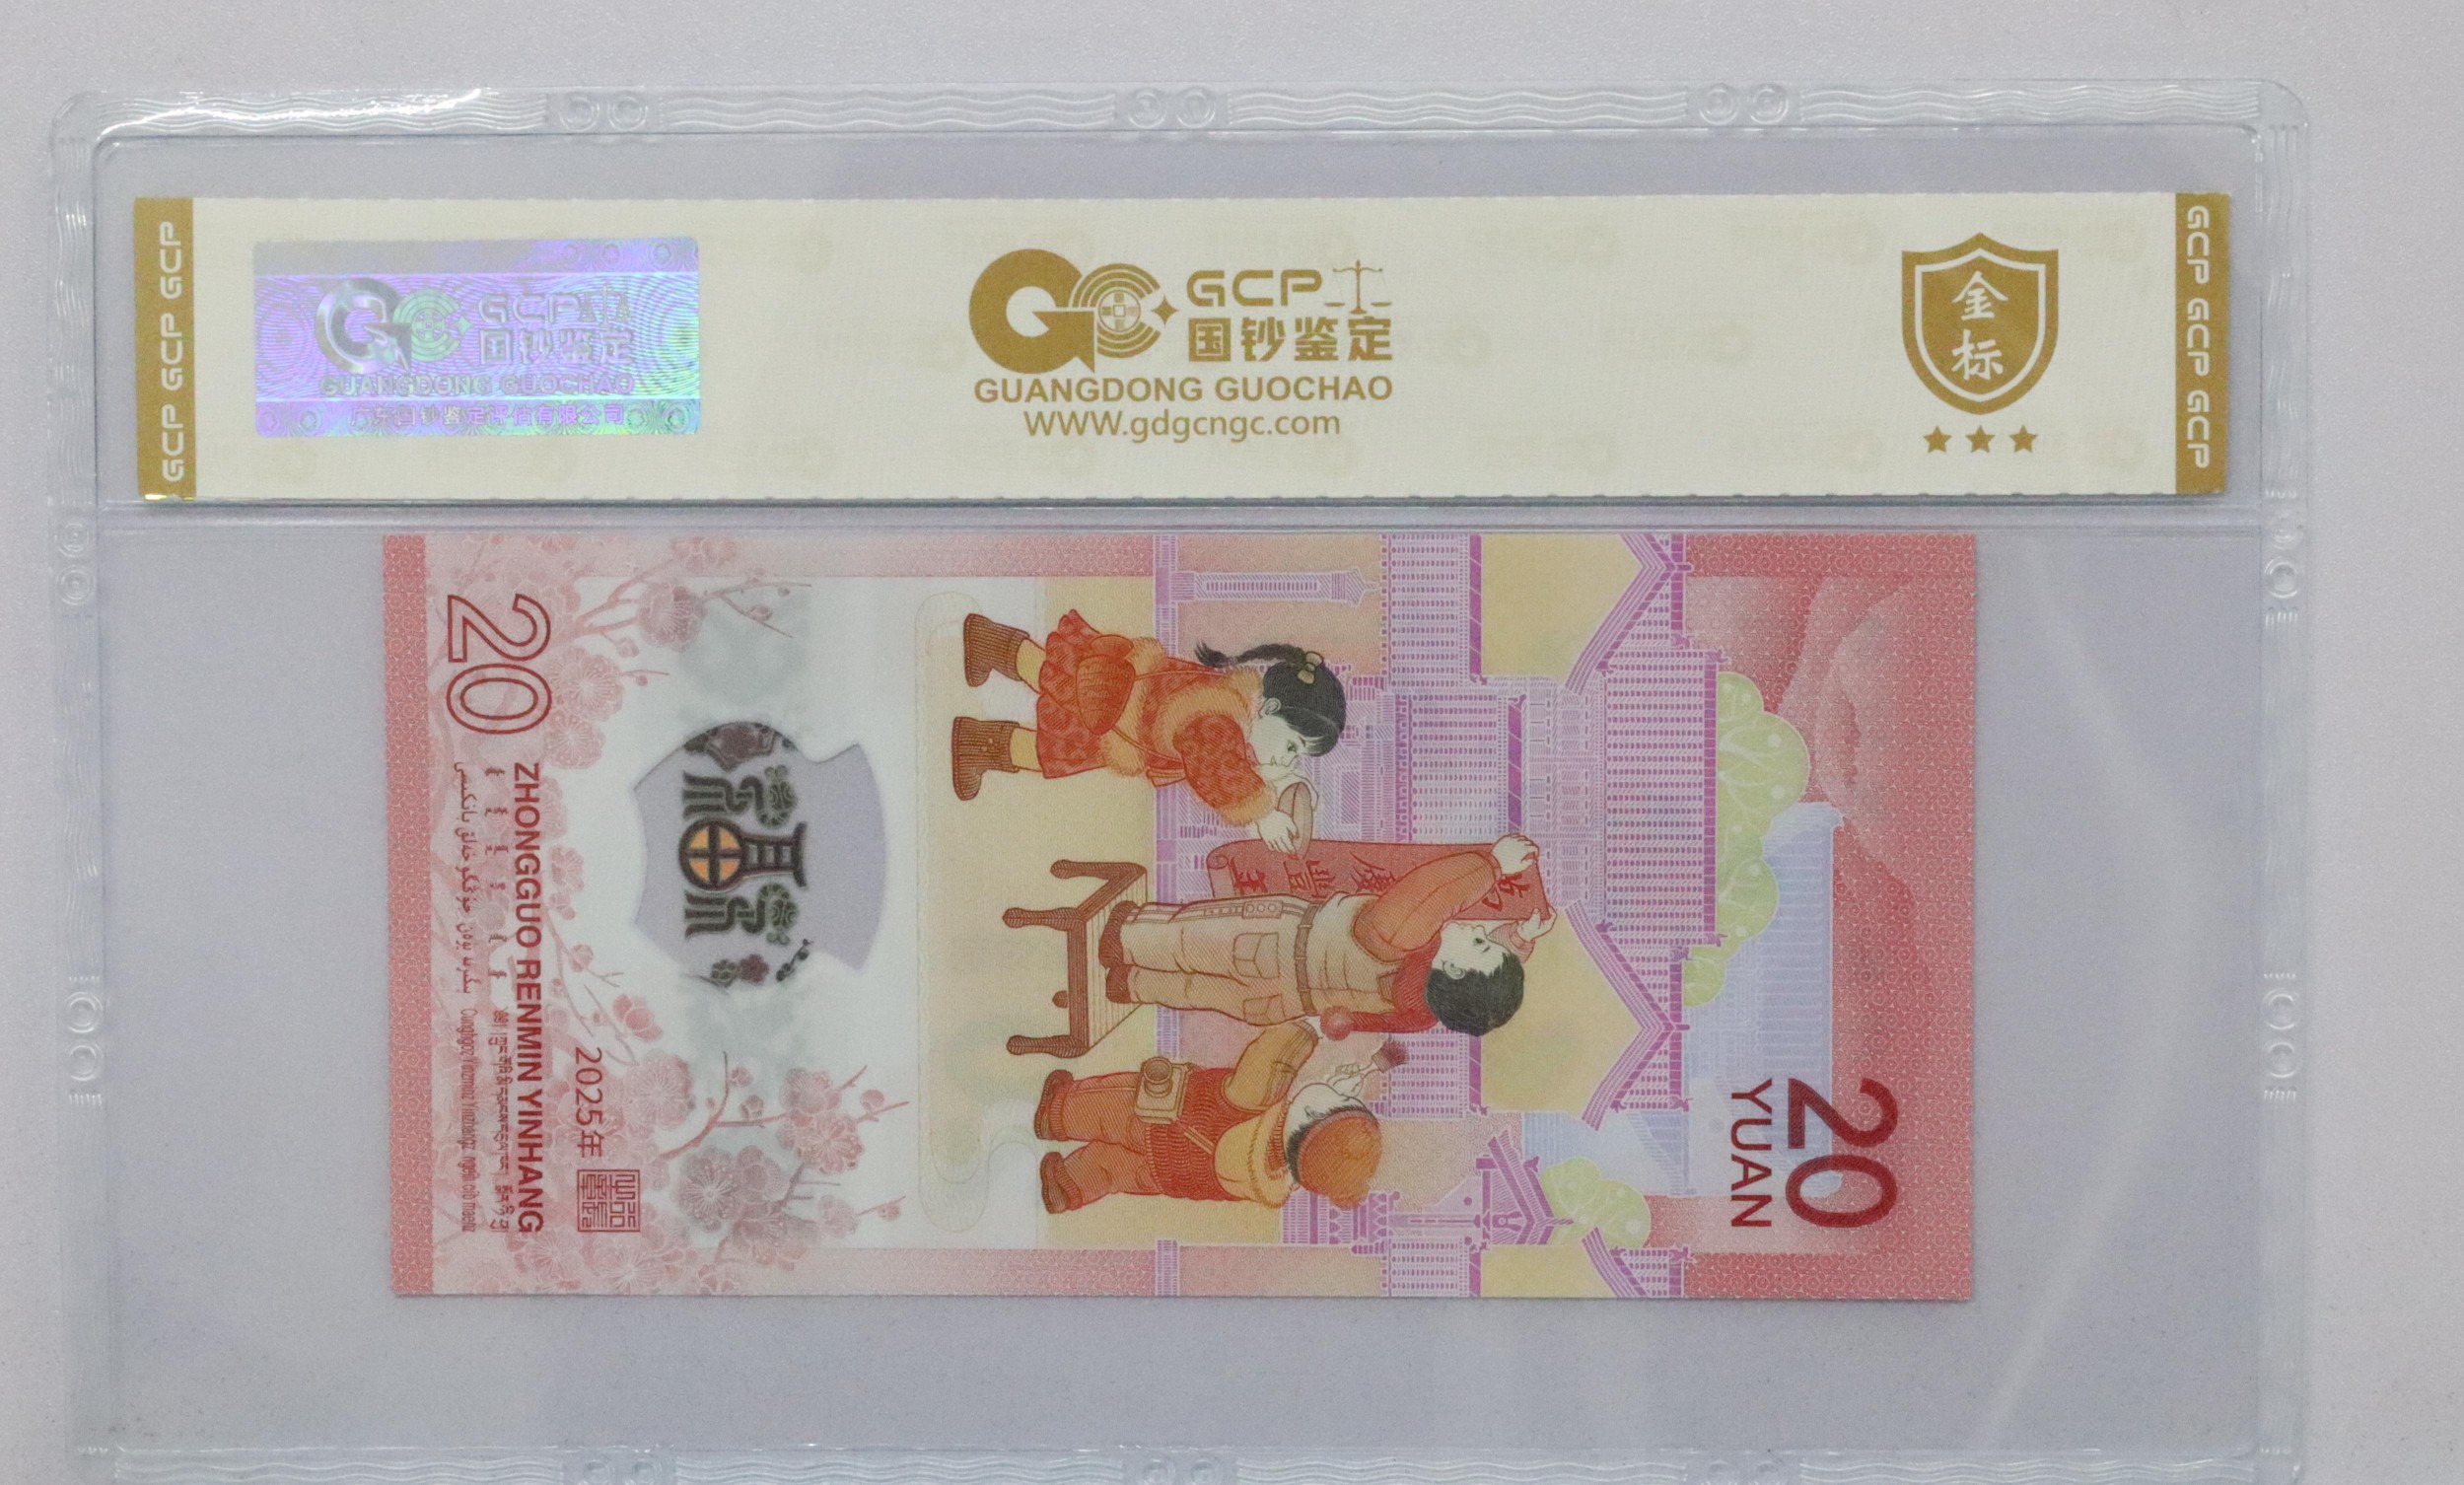 GCP GCP GCP
GCP
国钞鉴定
GUANGDONG GUOCHAO
广东国钞鉴定评估有限公司
GCP
国钞鉴定
GUANGDONG GUOCHAO
WWW.gdgcngc.com
金标
GCP GCP GCP
20
YUAN
2025年
ZHONGGUO RENMIN YINHANG
20